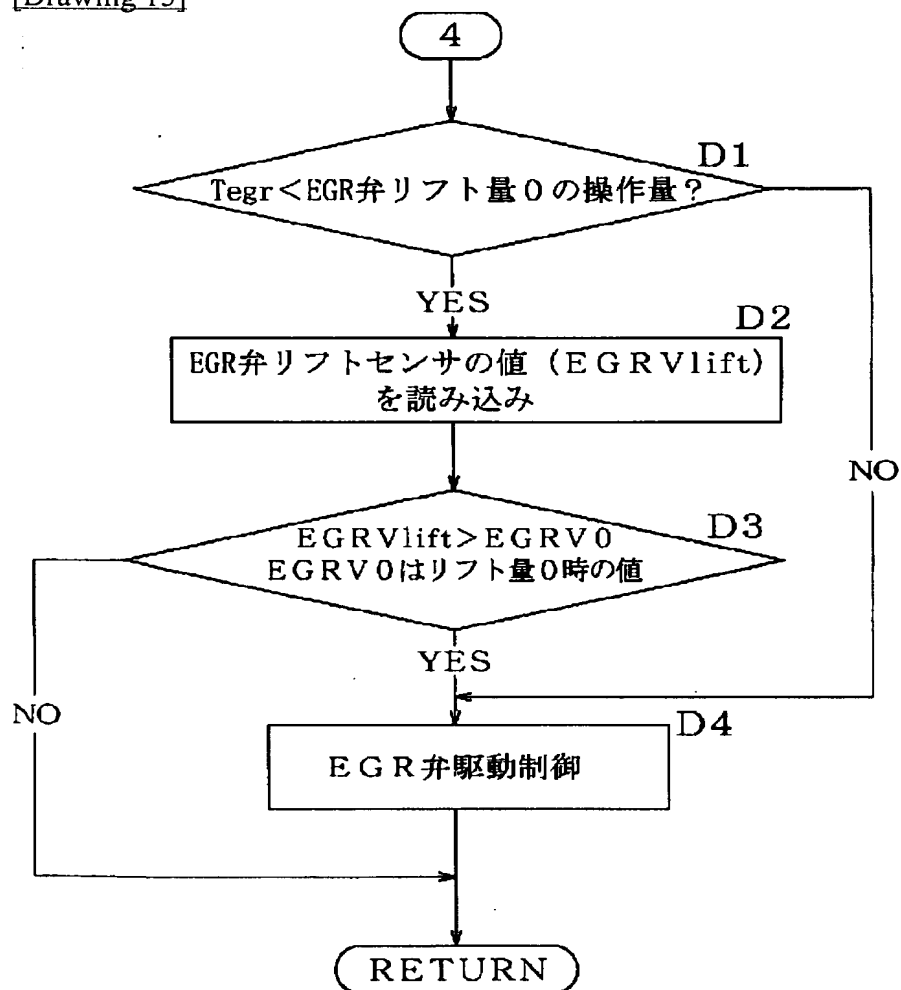 [Drawing 15]
4
D1
Tegr<EGR弁リフト量0の操作量?
YES
D2
EGR弁リフトセンサの値(EGRVlift)
を読み込み
NO
D3
EGRVlift>EGRV0
EGRV0はリフト量0時の値
YES
NO
D4
EGR弁駆動制御
RETURN